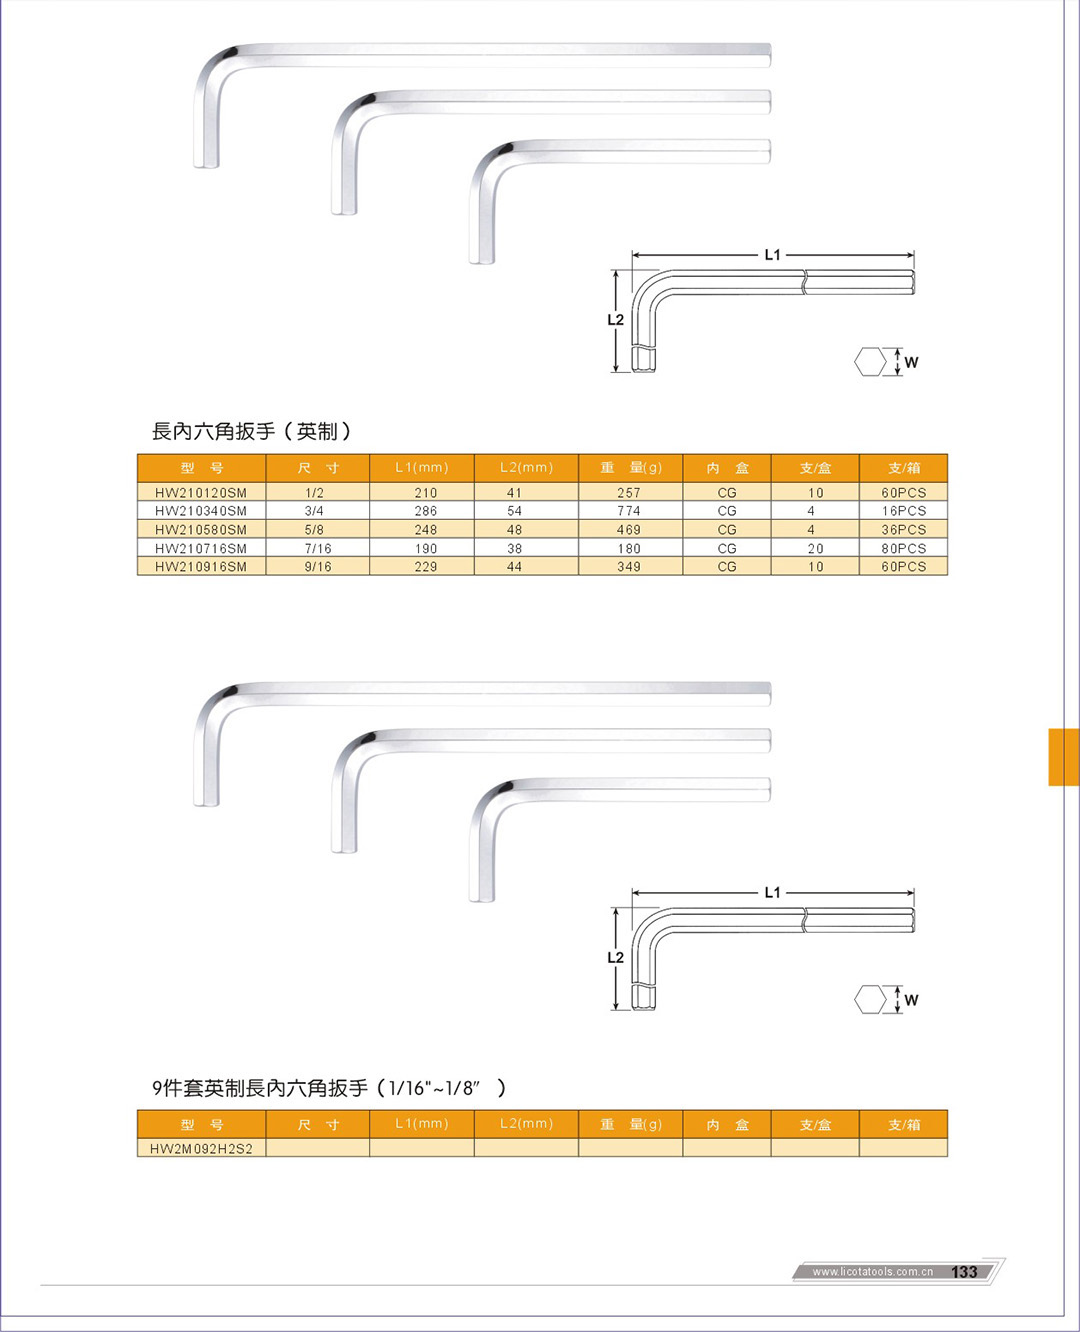 L1
L2
W
長內六角扳手（英制）
型 号 尺 寸 L1(mm) L2(mm) 重 量(g) 内 盒 支/盒 支/箱
HW210120SM 1/2 210 41 257 CG 10 60PCS
HW210340SM 3/4 286 54 774 CG 4 16PCS
HW210580SM 5/8 248 48 469 CG 4 36PCS
HW210716SM 7/16 190 38 180 CG 20 80PCS
HW210916SM 9/16 229 44 349 CG 10 60PCS
L1
L2
W
9件套英制長內六角扳手（1/16"~1/8″ ）
型 号 尺 寸 L1(mm) L2(mm) 重 量(g) 内 盒 支/盒 支/箱
HW2M092H2S2
www.licotatools.com.cn 133